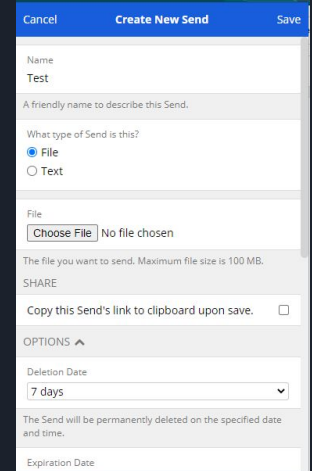 Cancel Create New Send Save
Name
Test
A friendly name to describe this Send.
What type of Send is this?
File
Text
File
Choose File No file chosen
The file you want to send. Maximum file size is 100 MB.
SHARE
Copy this Send's link to clipboard upon save.
OPTIONS
Deletion Date
7 days
The Send will be permanently deleted on the specified date
and time.
Expiration Date